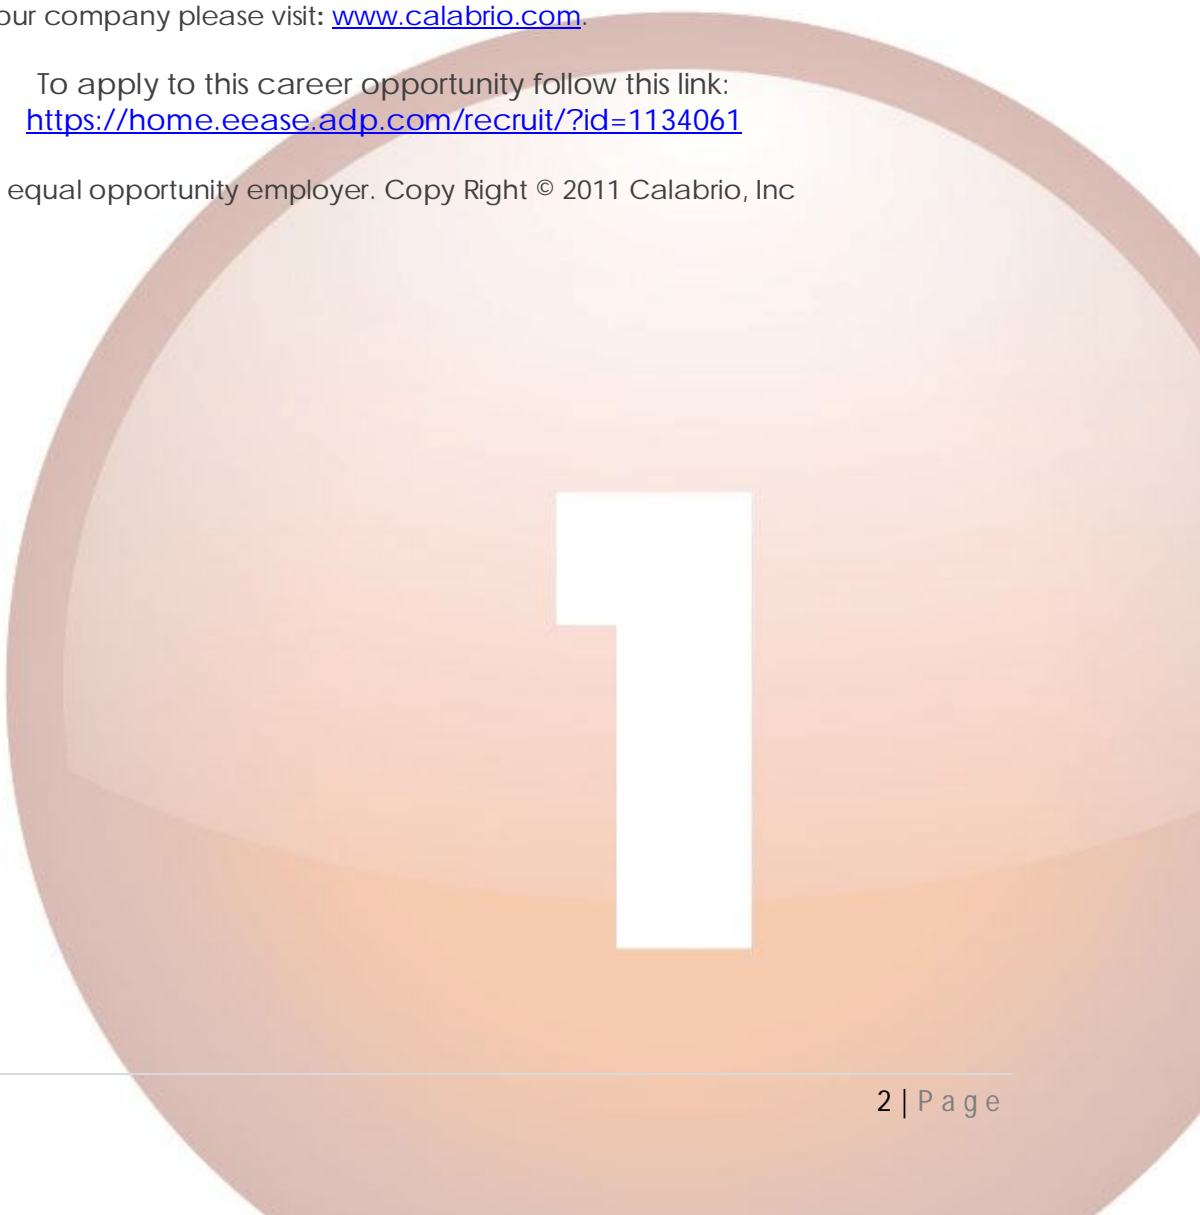 our company please visit: www.calabrio.com.
To apply to this career opportunity follow this link:
https://home.eease.adp.com/recruit/?id=1134061
equal opportunity employer. Copy Right © 2011 Calabrio, Inc
1
2 | P a g e